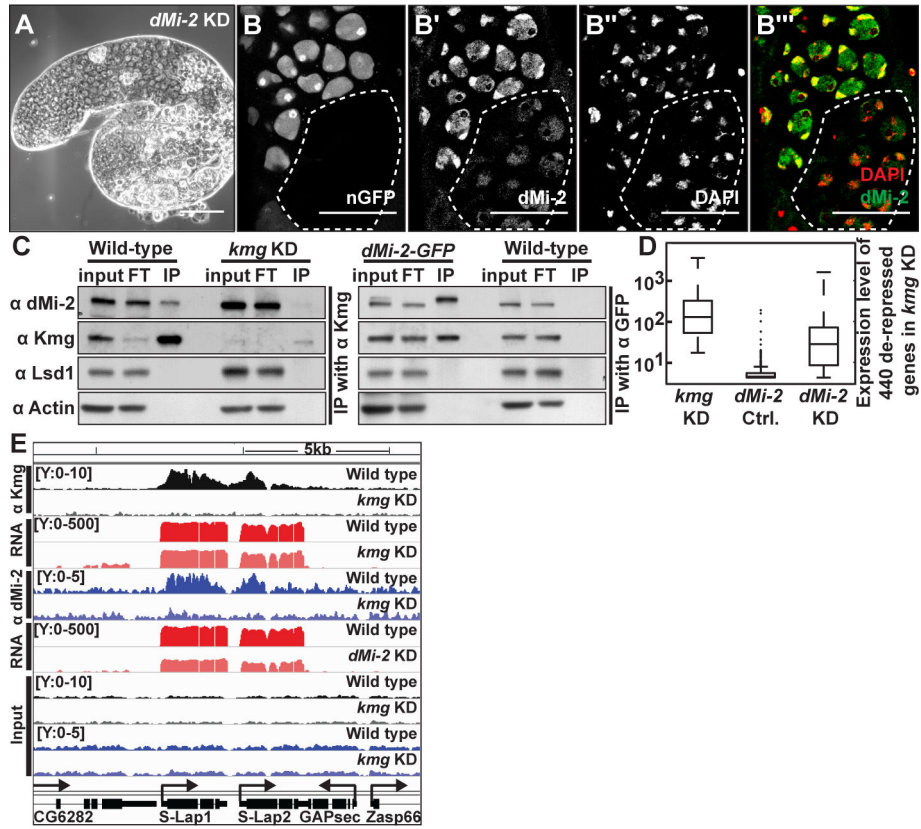 A dMi-2 KD
B nGFP
B' dMi-2
B'' DAPI
B''' DAPI
dMi-2
C Wild-type kmg KD dMi-2-GFP Wild-type
input FT IP input FT IP input FT IP input FT IP
α dMi-2
α Kmg
α Lsd1
α Actin
IP with α Kmg
IP with α GFP
D
10³
10²
10¹
kmg KD
dMi-2 Ctrl.
dMi-2 KD
Expression level of
440 de-repressed
genes in kmg KD
E
5kb
α Kmg
[Y:0-10] Wild type
kmg KD
RNA
[Y:0-500] Wild type
kmg KD
α dMi-2
[Y:0-5] Wild type
kmg KD
RNA
[Y:0-500] Wild type
dMi-2 KD
Input
[Y:0-10] Wild type
kmg KD
[Y:0-5] Wild type
kmg KD
CG6282 S-Lap1 S-Lap2 GAPsec Zasp66